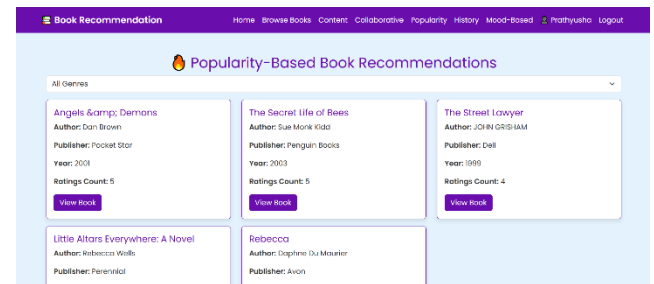 Book Recommendation Home Browse Books Content Collaborative Popularity History Mood-Based Prathyusha Logout
Popularity-Based Book Recommendations
All Genres
Angels &amp; Demons
Author: Dan Brown
Publisher: Pocket Star
Year: 2001
Ratings Count: 5
View Book
The Secret Life of Bees
Author: Sue Monk Kidd
Publisher: Penguin Books
Year: 2003
Ratings Count: 5
View Book
The Street Lawyer
Author: JOHN GRISHAM
Publisher: Dell
Year: 1999
Ratings Count: 4
View Book
Little Altars Everywhere: A Novel
Author: Rebecca Wells
Publisher: Perennial
Rebecca
Author: Daphne Du Maurier
Publisher: Avon